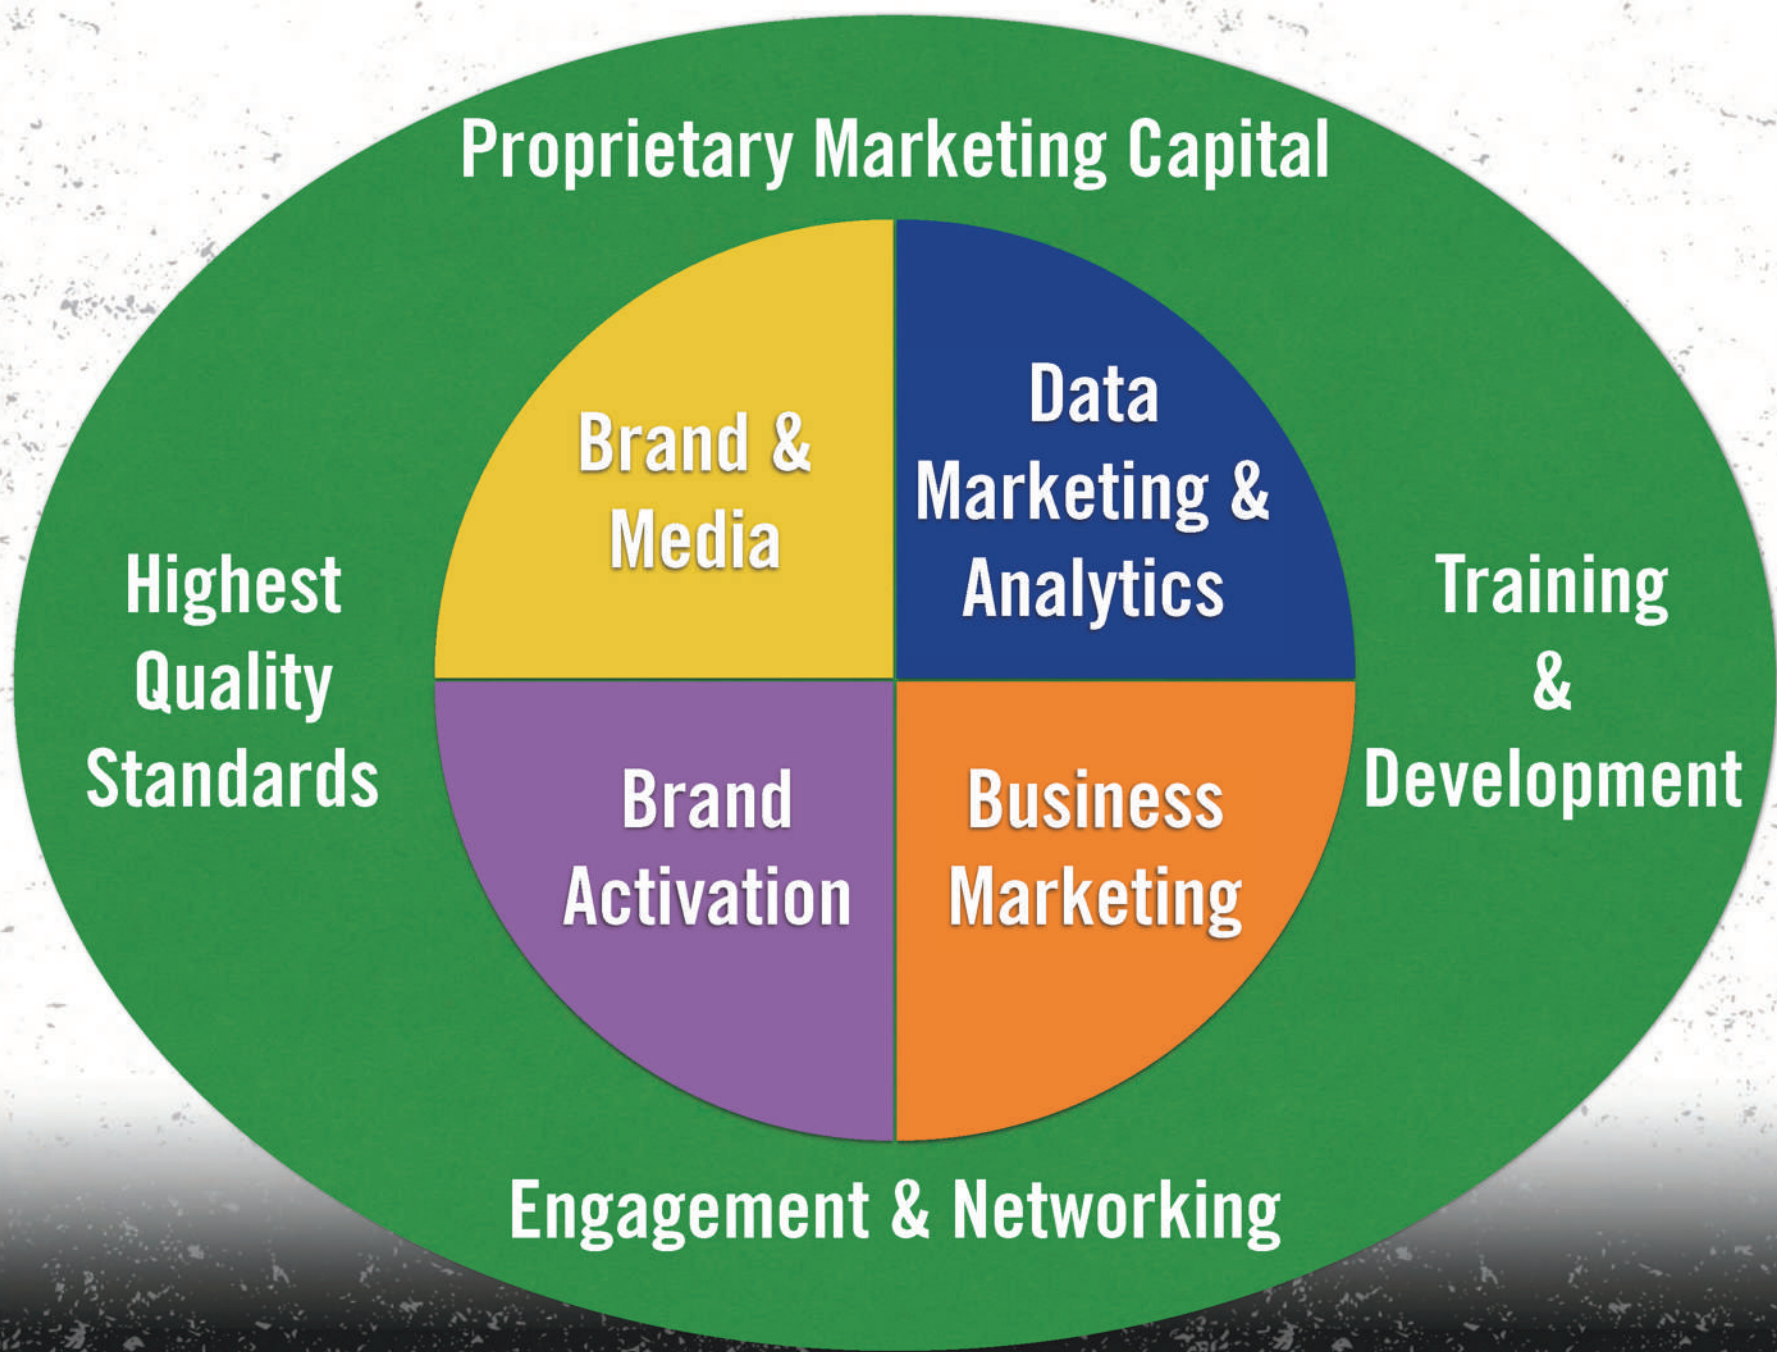 Proprietary Marketing Capital
Brand &
Media
Data
Marketing &
Analytics
Highest
Quality
Standards
Training
&
Development
Brand
Activation
Business
Marketing
Engagement & Networking